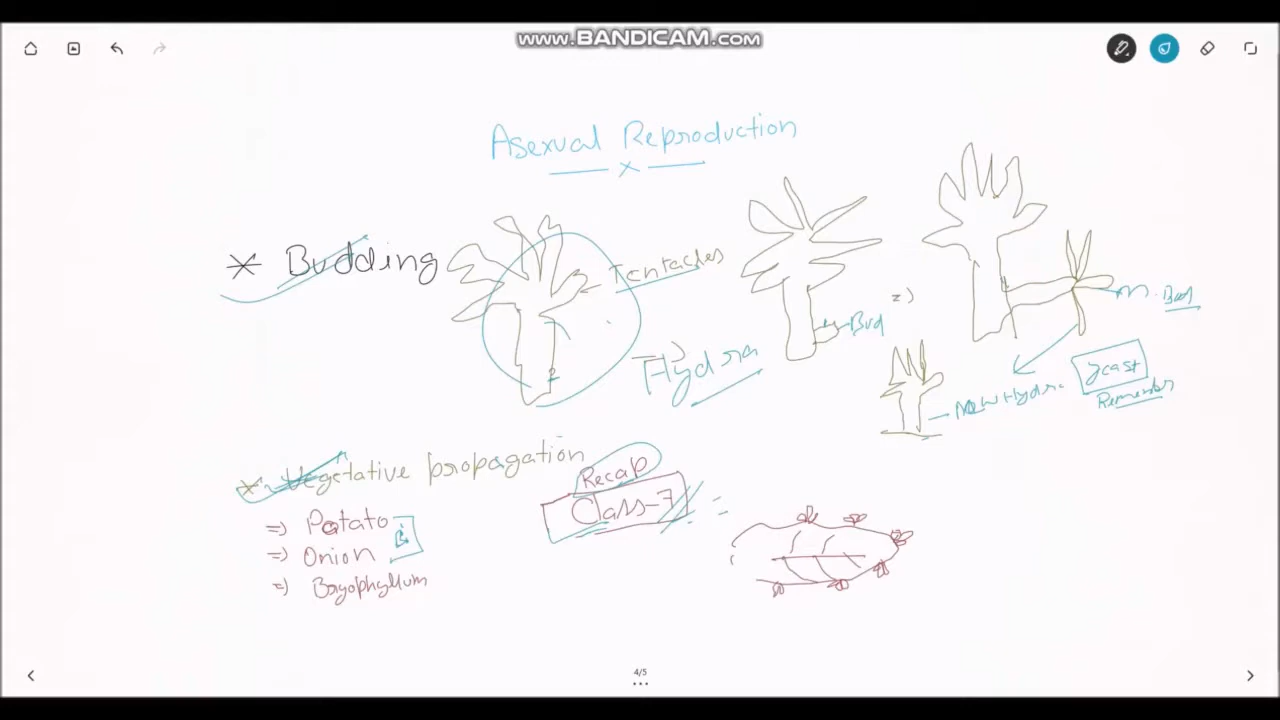 www.BANDICAM.com
Asexual Reproduction
* Budding
Tentacles
Hydra
Bud
=)
Bud
New Hydra
Yeast
Remember
* Vegetative propagation
Recap
Class-7
=) Potato
=) Onion
=) Bryophyllum
4/5